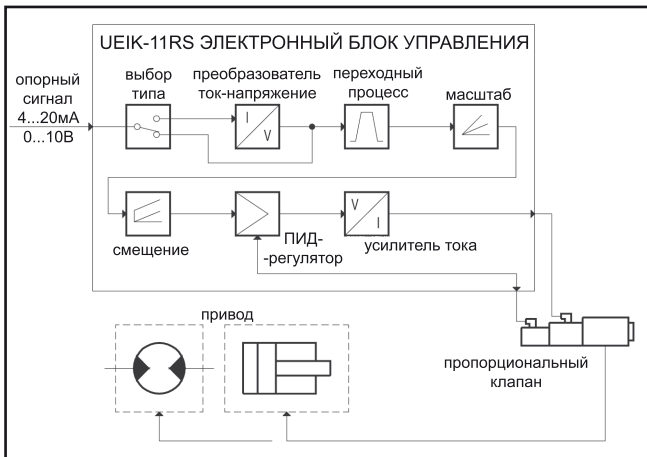 UEIK-11RS ЭЛЕКТРОННЫЙ БЛОК УПРАВЛЕНИЯ
опорный
сигнал
4...20мА
0...10В
выбор
типа
преобразователь
ток-напряжение
переходный
процесс
масштаб
I
V
смещение
ПИД-
-регулятор
V
I
усилитель тока
привод
пропорциональный
клапан